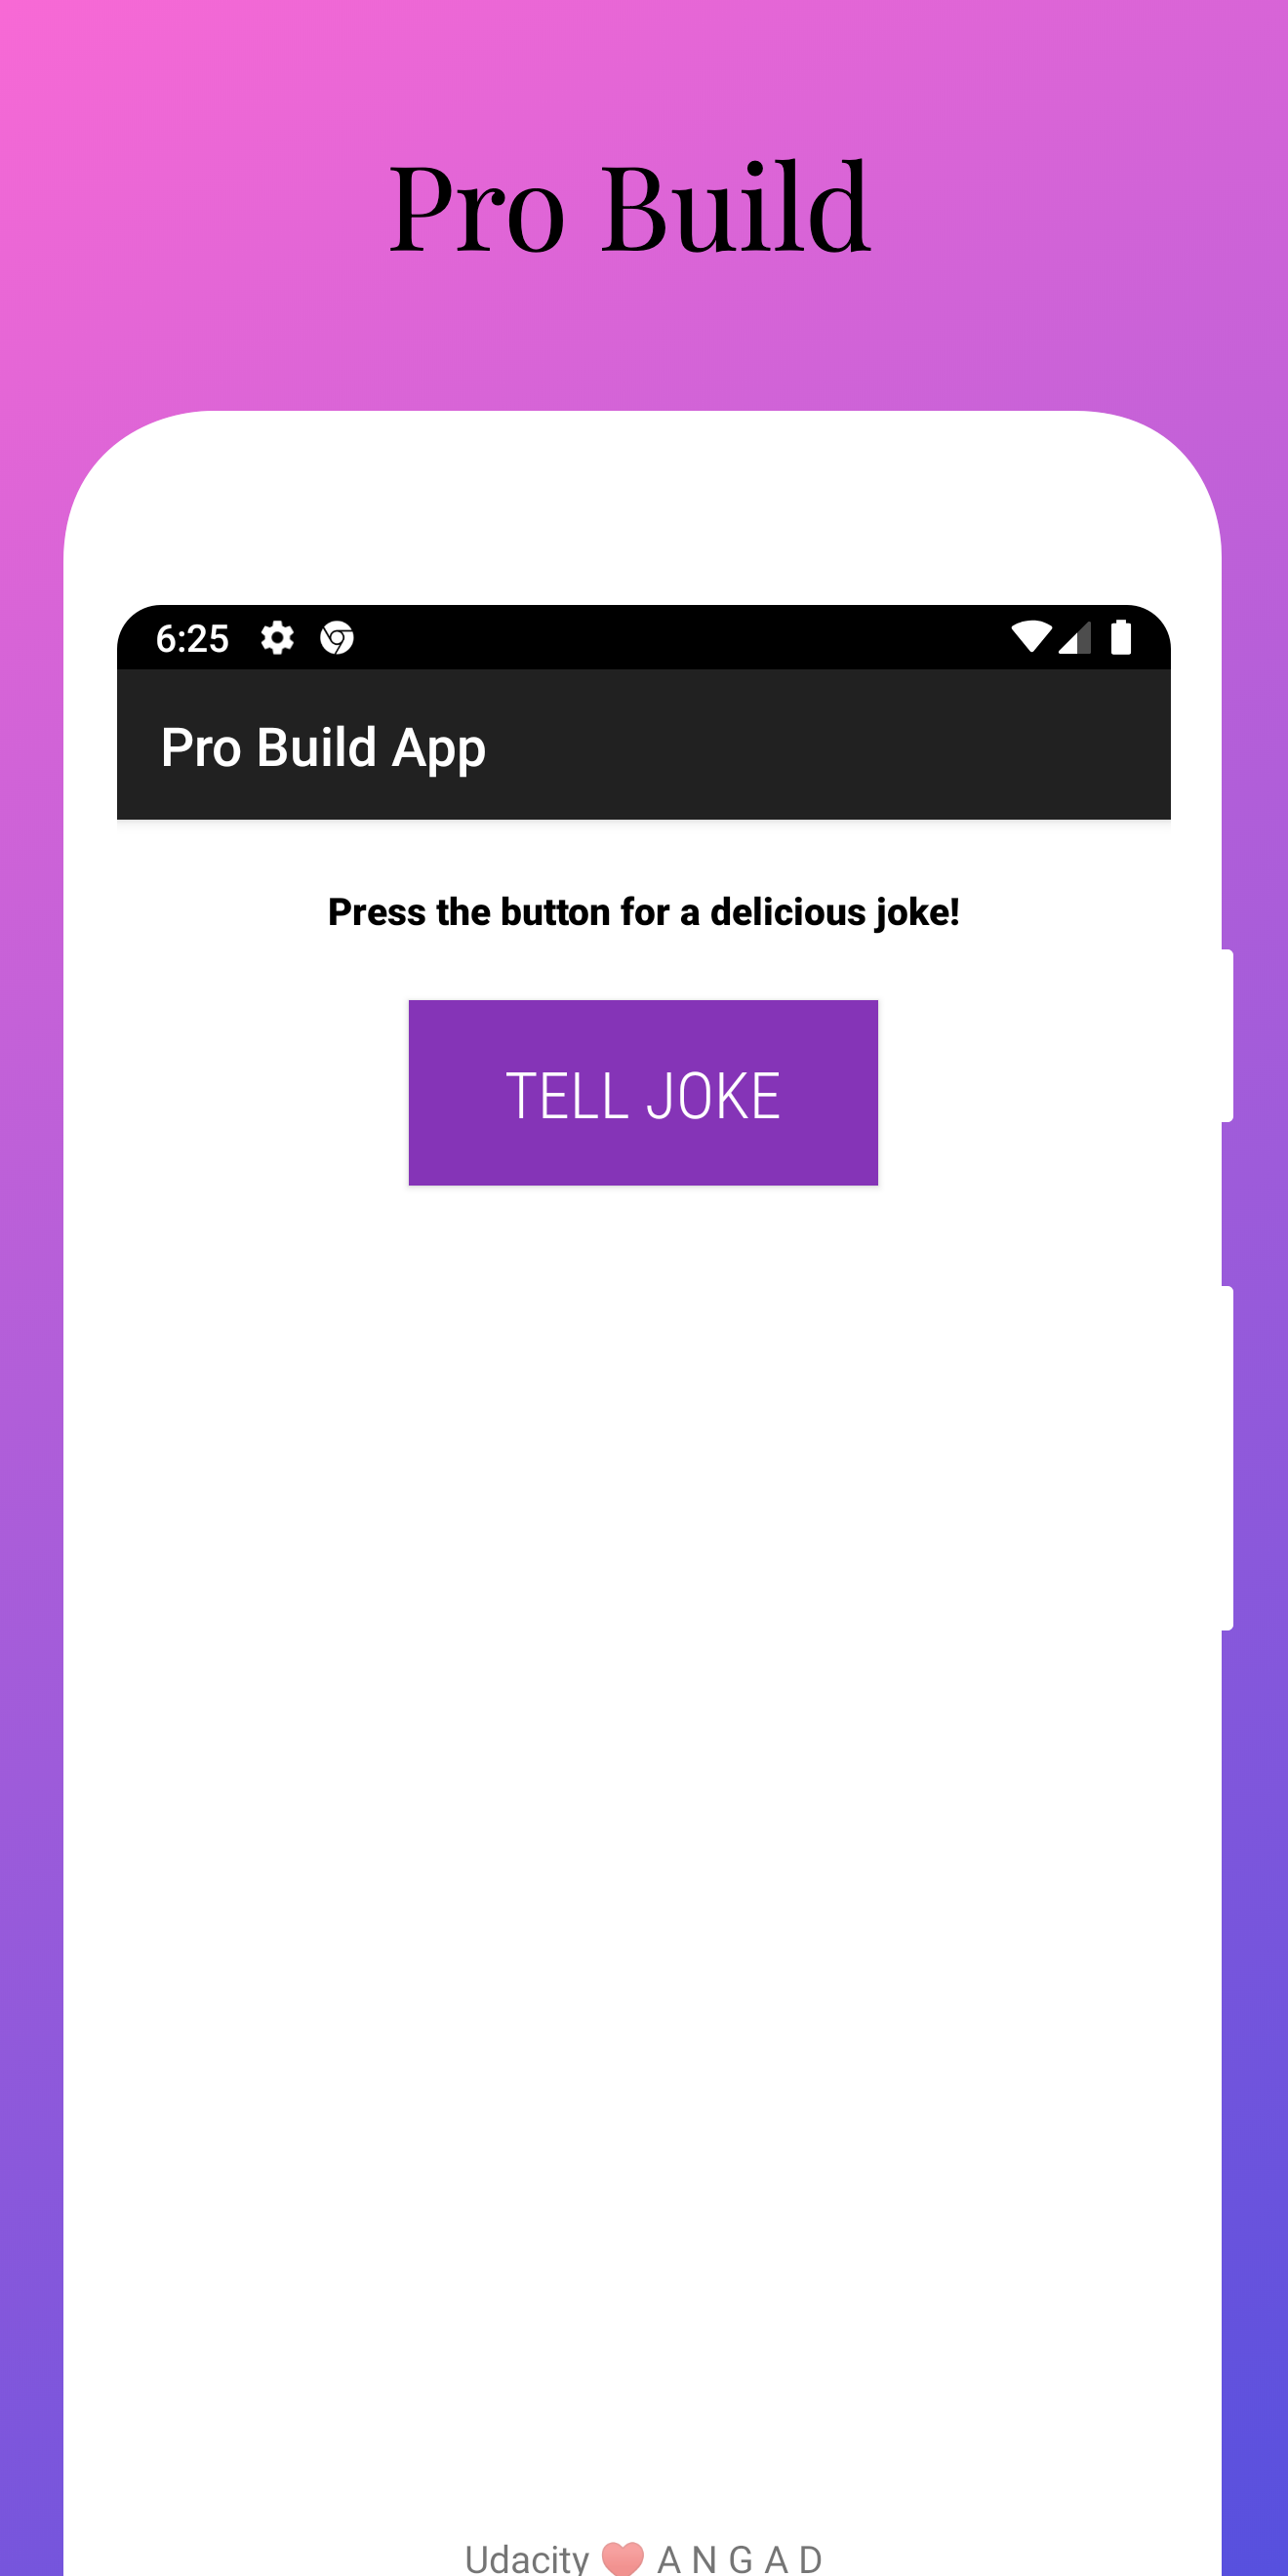 Pro Build
6:25
Pro Build App
Press the button for a delicious joke!
TELL JOKE
Udacity ❤ A N G A D